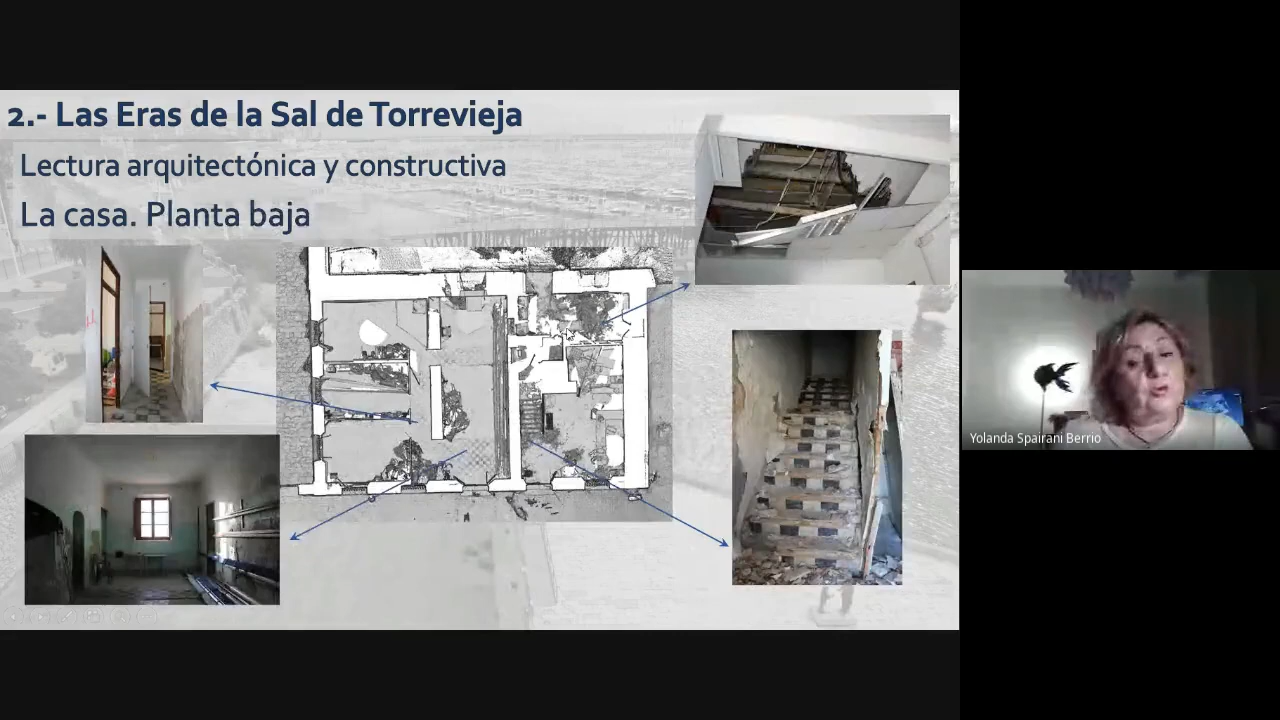 2.- Las Eras de la Sal de Torrevieja
Lectura arquitectónica y constructiva
La casa. Planta baja
Yolanda Spairani Berrio